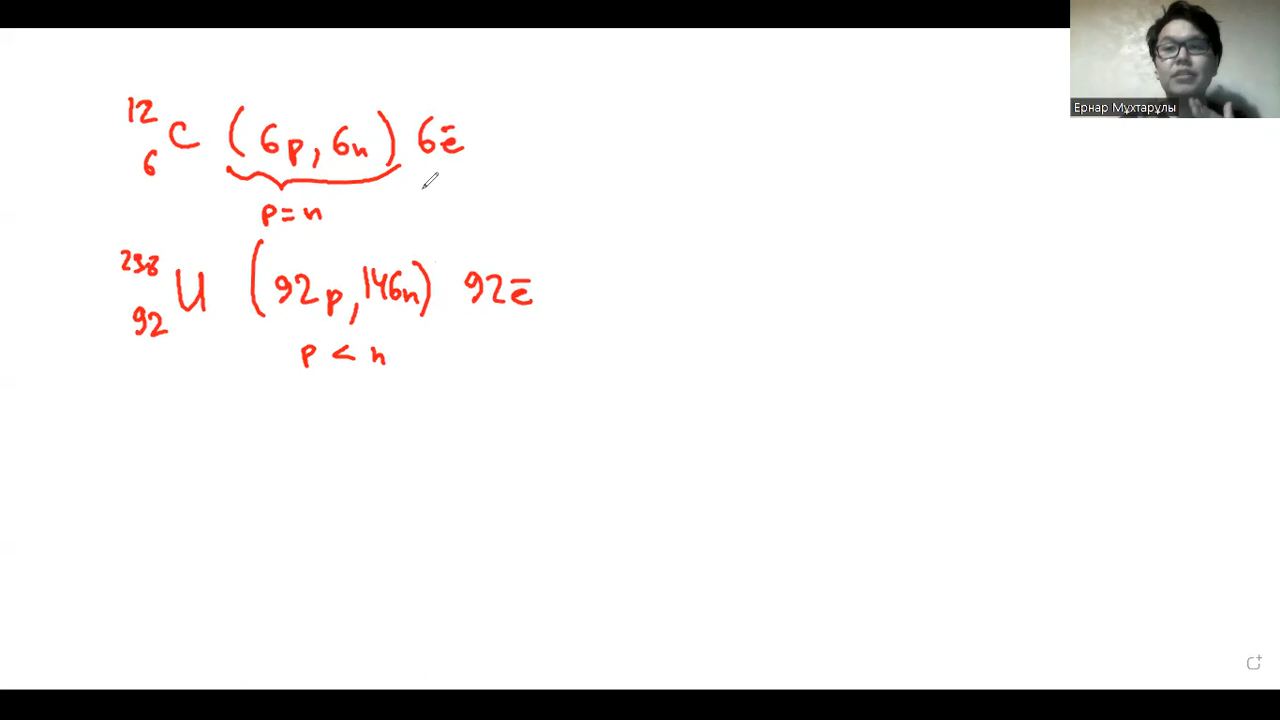 Ернар Мұхтарұлы
12
6 C (6p, 6n) 6ē
p = n
238
92 U (92p, 146n) 92ē
p < n